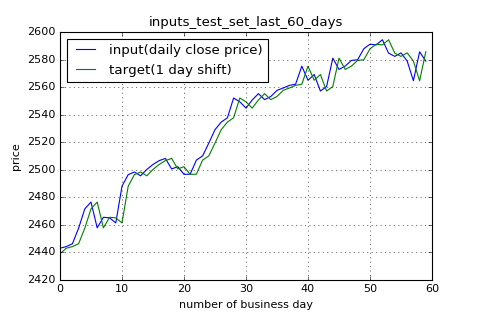 inputs_test_set_last_60_days
input(daily close price)
target(1 day shift)
2600
2580
2560
2540
2520
2500
2480
2460
2440
2420
price
0 10 20 30 40 50 60
number of business day